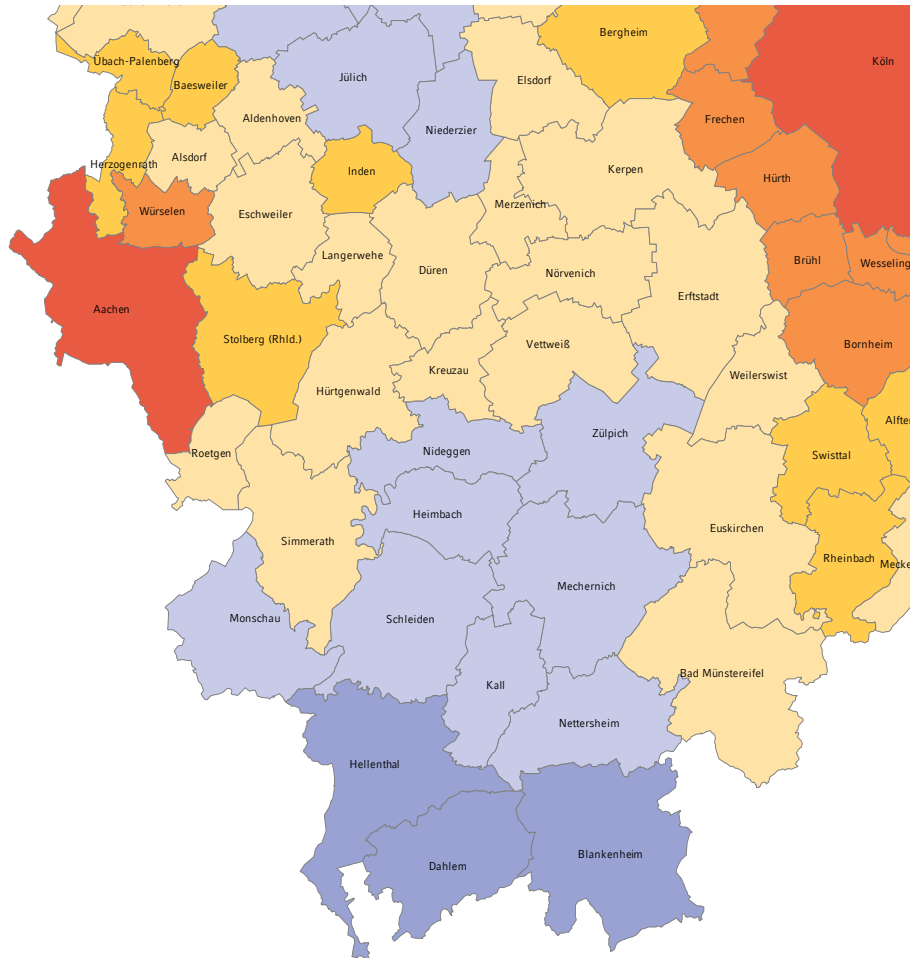 Bergheim
Köln
Übach-Palenberg
Baesweiler
Jülich
Elsdorf
Aldenhoven
Frechen
Niederzier
Herzogenrath
Alsdorf
Inden
Kerpen
Hürth
Merzenich
Würselen
Eschweiler
Langerwehe
Düren
Nörvenich
Brühl
Wesseling
Erftstadt
Aachen
Stolberg (Rhld.)
Vettweiß
Bornheim
Kreuzau
Weilerswist
Hürtgenwald
Alfter
Zülpich
Roetgen
Nideggen
Swisttal
Heimbach
Euskirchen
Simmerath
Rheinbach
Mecke
Mechernich
Monschau
Schleiden
Bad Münstereifel
Kall
Nettersheim
Hellenthal
Blankenheim
Dahlem